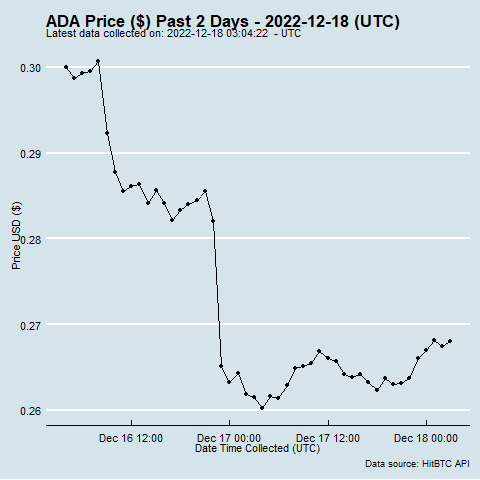 ADA Price ($) Past 2 Days - 2022-12-18 (UTC)
Latest data collected on: 2022-12-18 03:04:22 - UTC
0.30
0.29
0.28
0.27
0.26
Price USD ($)
Dec 16 12:00 Dec 17 00:00 Dec 17 12:00 Dec 18 00:00
Date Time Collected (UTC)
Data source: HitBTC API